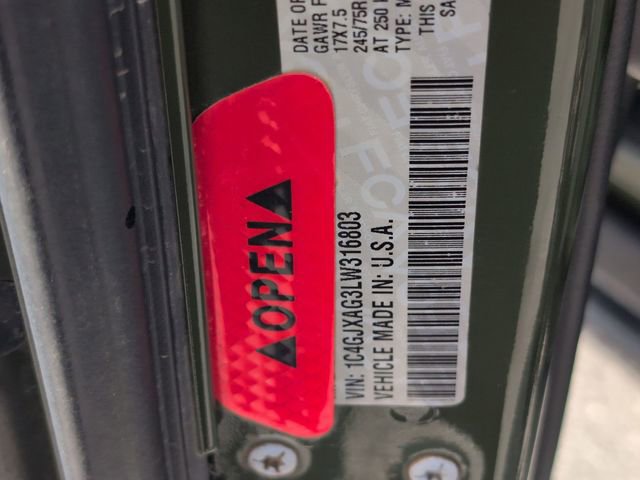 DATE OF
GAWR F
17X7.5
245/75R
AT 250
TYPE: M
THIS
SA
VIN: 1C4GJXAG3LW316803
VEHICLE MADE IN: U.S.A.
OPEN